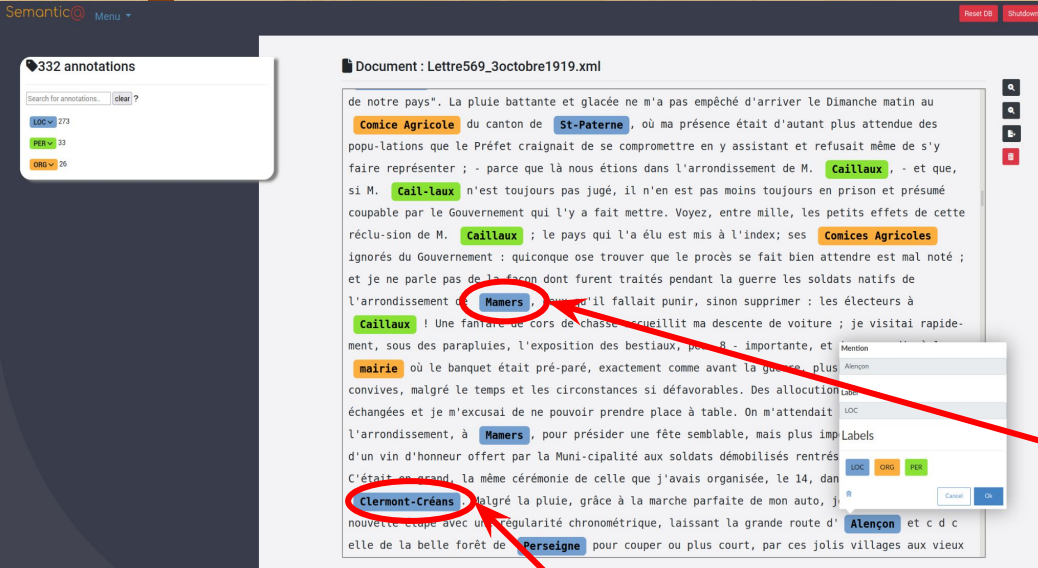 Semantic@ Menu
Reset DB Shutdown
332 annotations
Search for annotations.. clear ?
LOC 273
PER 33
ORG 26
Document : Lettre569_3octobre1919.xml
de notre pays". La pluie battante et glacée ne m'a pas empêché d'arriver le Dimanche matin au
Comice Agricole du canton de St-Paterne , où ma présence était d'autant plus attendue des
popu-lations que le Préfet craignait de se compromettre en y assistant et refusait même de s'y
faire représenter ; - parce que là nous étions dans l'arrondissement de M. Caillaux , - et que,
si M. Cail-laux n'est toujours pas jugé, il n'en est pas moins toujours en prison et présumé
coupable par le Gouvernement qui l'y a fait mettre. Voyez, entre mille, les petits effets de cette
réclu-sion de M. Caillaux ; le pays qui l'a élu est mis à l'index; ses Comices Agricoles
ignorés du Gouvernement : quiconque ose trouver que le procès se fait bien attendre est mal noté ;
et je ne parle pas de la façon dont furent traités pendant la guerre les soldats natifs de
l'arrondissement de Mamers , qu'il fallait punir, sinon supprimer : les électeurs à
Caillaux ! Une fanfare de cors de chasse accueillit ma descente de voiture ; je visitai rapide-
ment, sous des parapluies, l'exposition des bestiaux, 8 - importante, et
mairie où le banquet était pré-paré, exactement comme avant la guerre, plus
convives, malgré le temps et les circonstances si défavorables. Des allocution
échangées et je m'excusai de ne pouvoir prendre place à table. On m'attendait
l'arrondissement, à Mamers , pour présider une fête semblable, mais plus imp
d'un vin d'honneur offert par la Muni-cipalité aux soldats démobilisés rentrés
C'était en grand, la même cérémonie de celle que j'avais organisée, le 14, dan
Clermont-Créans . Malgré la pluie, grâce à la marche parfaite de mon auto, j
nouvelle étape avec une régularité chronométrique, laissant la grande route d' Alençon et c d c
elle de la belle forêt de Perseigne pour couper ou plus court, par ces jolis villages aux vieux
Mention
Alençon
Label
LOC
Labels
LOC ORG PER
Cancel Ok